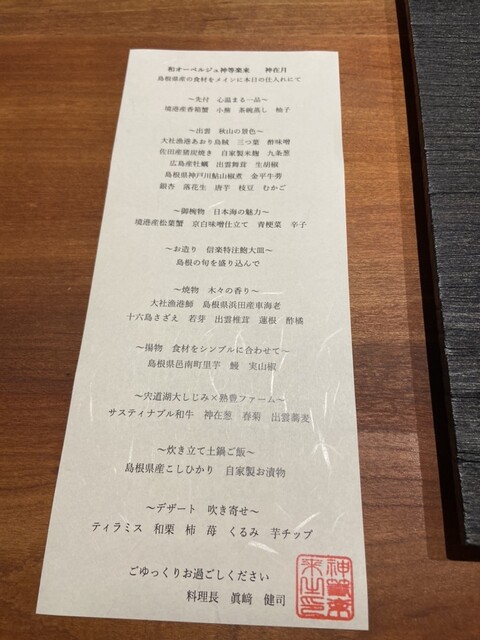 和オーベルジュ神等楽来　神在月
島根県産の食材をメインに本日の仕入れにて
～先付　心温まる一品～
境港産香箱蟹　小蕪　茶碗蒸し　柚子
～出雲　秋山の景色～
大社漁港あおり烏賊　三つ葉　酢味噌
佐田産猪炭焼き　自家製米麹　九条葱
広島産牡蠣　出雲舞茸　生胡椒
島根県神戸川鮎山椒煮　金平牛蒡
銀杏　落花生　唐芋　枝豆　むかご
～御椀物　日本海の魅力～
境港産松葉蟹　京白味噌仕立て　青梗菜　辛子
～お造り　信楽特注鮑大皿～
島根の旬を盛り込んで
～焼物　木々の香り～
大社漁港鰤　島根県浜田産車海老
十六島さざえ　若芽　出雲椎茸　蓮根　酢橘
～揚物　食材をシンプルに合わせて～
島根県邑南町里芋　鰻　実山椒
～宍道湖大しじみ×熟豊ファーム～
サスティナブル和牛　神在葱　春菊　出雲蕎麦
～炊き立て土鍋ご飯～
島根県産こしひかり　自家製お漬物
～デザート　吹き寄せ～
ティラミス　和栗　柿　苺　くるみ　芋チップ
ごゆっくりお過ごしください
料理長　眞﨑　健司
神等楽
来之印